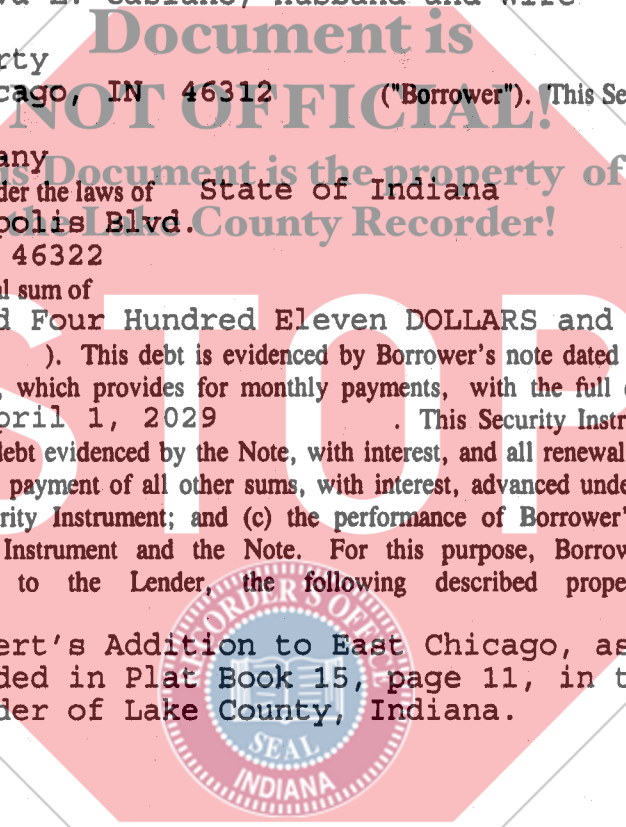 E. Cabiano, husband and wife
Document is
rty
cago, IN 46312 ("Borrower"). This Se
NOT OFFICIAL!
any
is Document is the property of
der the laws of State of Indiana
polis Blvd.
the Lake County Recorder!
46322
al sum of
d Four Hundred Eleven DOLLARS and
). This debt is evidenced by Borrower's note dated
, which provides for monthly payments, with the full
pril 1, 2029 . This Security Instr
debt evidenced by the Note, with interest, and all renewal
payment of all other sums, with interest, advanced unde
rity Instrument; and (c) the performance of Borrower'
Instrument and the Note. For this purpose, Borrow
to the Lender, the following described prope
STOP
ert's Addition to East Chicago, as
ded in Plat Book 15, page 11, in t
der of Lake County, Indiana.
ORDER'S OFFICE
SEAL
INDIANA